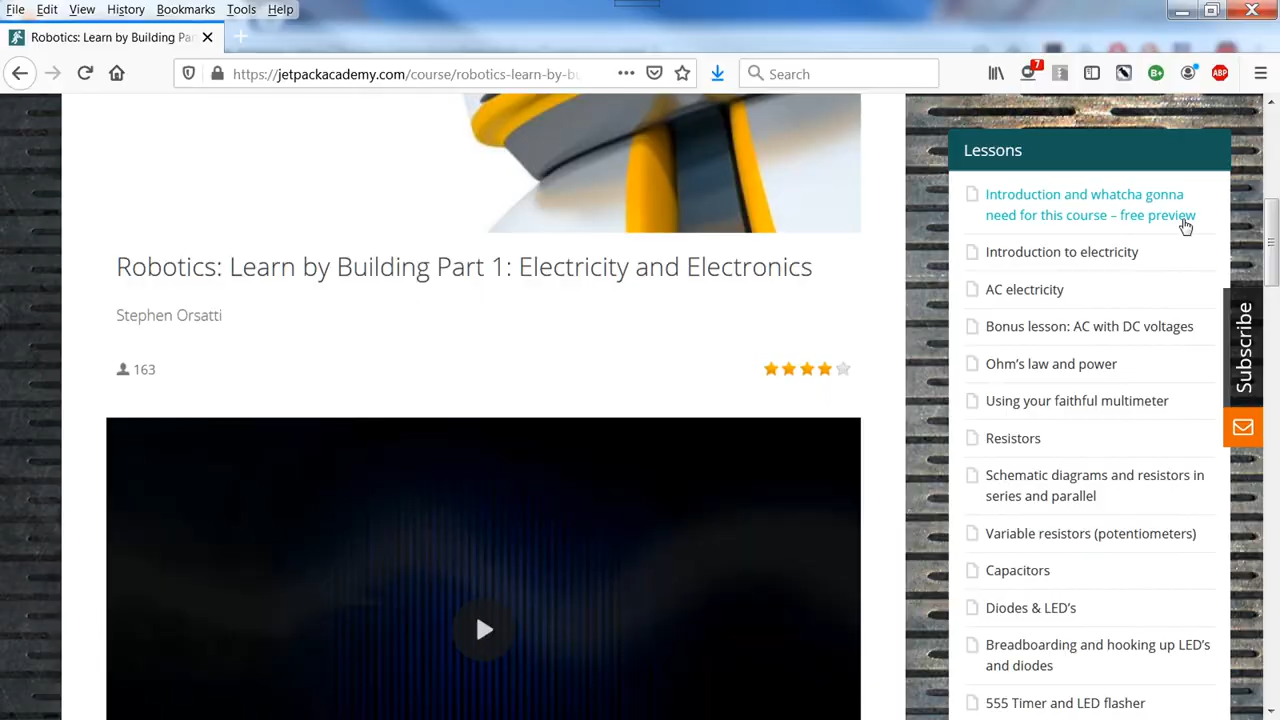 File Edit View History Bookmarks Tools Help
Robotics: Learn by Building Pa
https://jetpackacademy.com/course/robotics-learn-by-b
Search
7
B+
ABP
Lessons
Introduction and whatcha gonna
need for this course – free preview
Introduction to electricity
AC electricity
Bonus lesson: AC with DC voltages
Ohm's law and power
Using your faithful multimeter
Resistors
Schematic diagrams and resistors in
series and parallel
Variable resistors (potentiometers)
Capacitors
Diodes & LED's
Breadboarding and hooking up LED's
and diodes
555 Timer and LED flasher
Subscribe
Robotics: Learn by Building Part 1: Electricity and Electronics
Stephen Orsatti
163